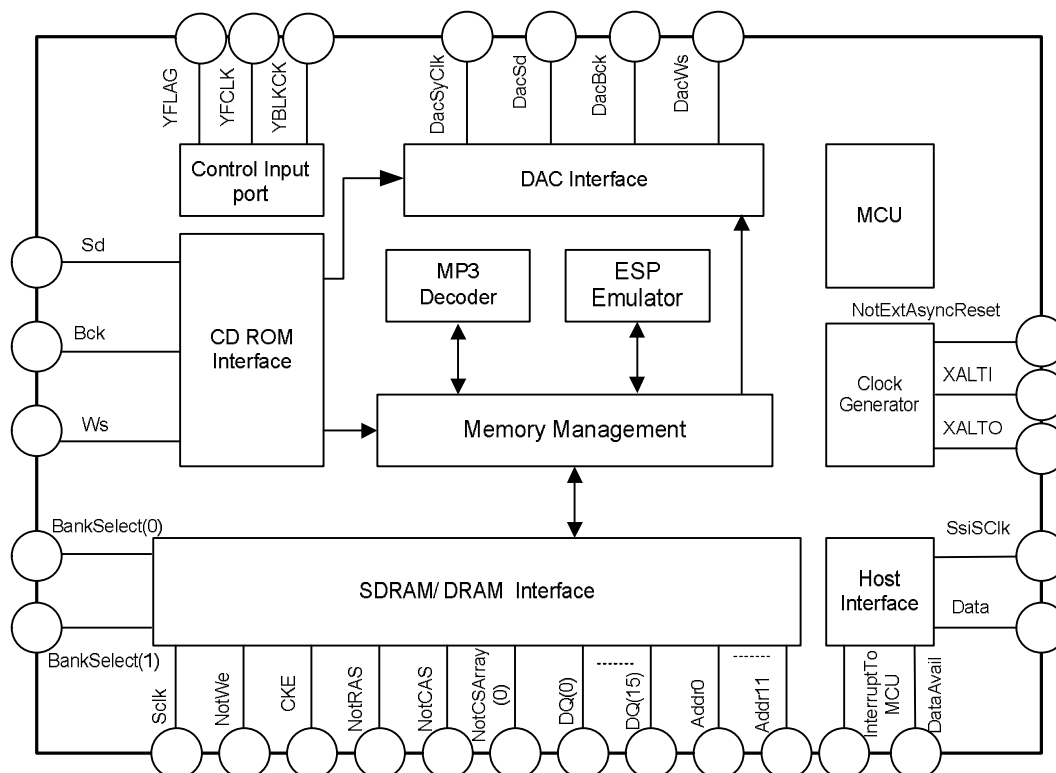 YFLAG
YFCLK
YBLKCK
DacSyClk
DacSd
DacBck
DacWs
Control Input
port
DAC Interface
MCU
Sd
Bck
Ws
CD ROM
Interface
MP3
Decoder
ESP
Emulator
Memory Management
NotExtAsyncReset
XALTI
XALTO
Clock
Generator
BankSelect(0)
BankSelect(1)
SDRAM/ DRAM Interface
Host
Interface
SsiSClk
Data
Sclk
NotWe
CKE
NotRAS
NotCAS
NotCSArray
(0)
DQ(0)
DQ(15)
Addr0
Addr11
InterruptTo
MCU
DataAvail